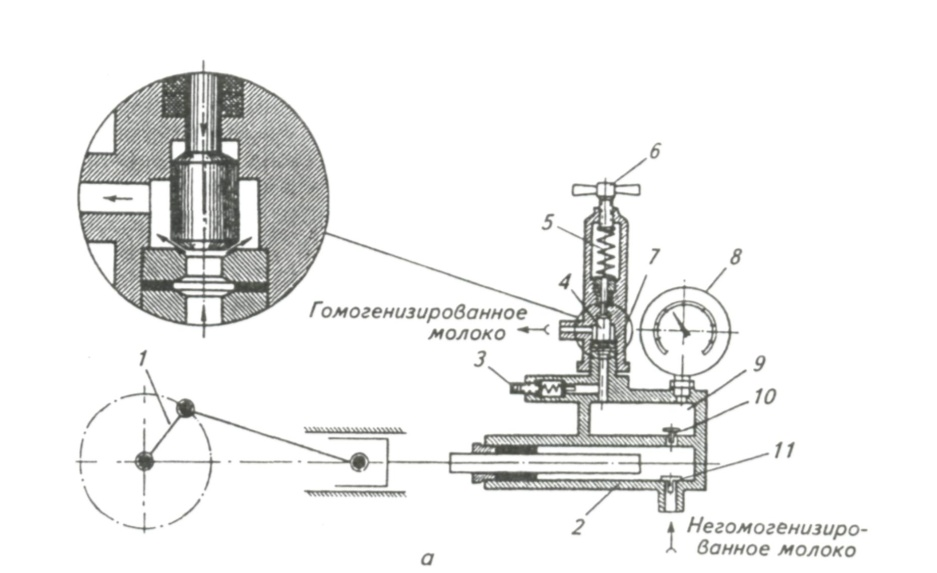 6
5
4
7
8
Гомогенизированное
молоко
3
9
1
10
11
2
Негомогенизиро-
ванное молоко
а